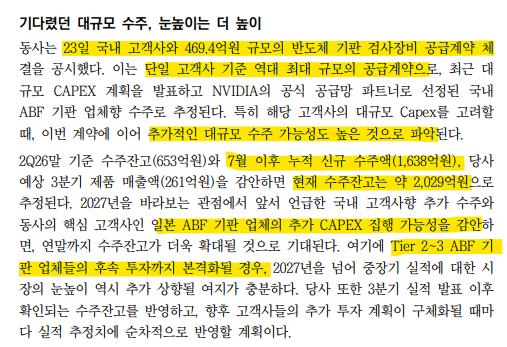 기다렸던 대규모 수주, 눈높이는 더 높이
동사는 23일 국내 고객사와 469.4억원 규모의 반도체 기판 검사장비 공급계약 체
결을 공시했다. 이는 단일 고객사 기준 역대 최대 규모의 공급계약으로, 최근 대
규모 CAPEX 계획을 발표하고 NVIDIA의 공식 공급망 파트너로 선정된 국내
ABF 기판 업체향 수주로 추정된다. 특히 해당 고객사의 대규모 Capex를 고려할
때, 이번 계약에 이어 추가적인 대규모 수주 가능성도 높은 것으로 파악된다.
2Q26말 기준 수주잔고(653억원)와 7월 이후 누적 신규 수주액(1,638억원), 당사
예상 3분기 제품 매출액(261억원)을 감안하면 현재 수주잔고는 약 2,029억원으로
추정된다. 2027년을 바라보는 관점에서 앞서 언급한 국내 고객사향 추가 수주와
동사의 핵심 고객사인 일본 ABF 기판 업체의 추가 CAPEX 집행 가능성을 감안하
면, 연말까지 수주잔고가 더욱 확대될 것으로 기대된다. 여기에 Tier 2~3 ABF 기
판 업체들의 후속 투자까지 본격화될 경우, 2027년을 넘어 중장기 실적에 대한 시
장의 눈높이 역시 추가 상향될 여지가 충분하다. 당사 또한 3분기 실적 발표 이후
확인되는 수주잔고를 반영하고, 향후 고객사들의 추가 투자 계획이 구체화될 때마
다 실적 추정치에 순차적으로 반영할 계획이다.